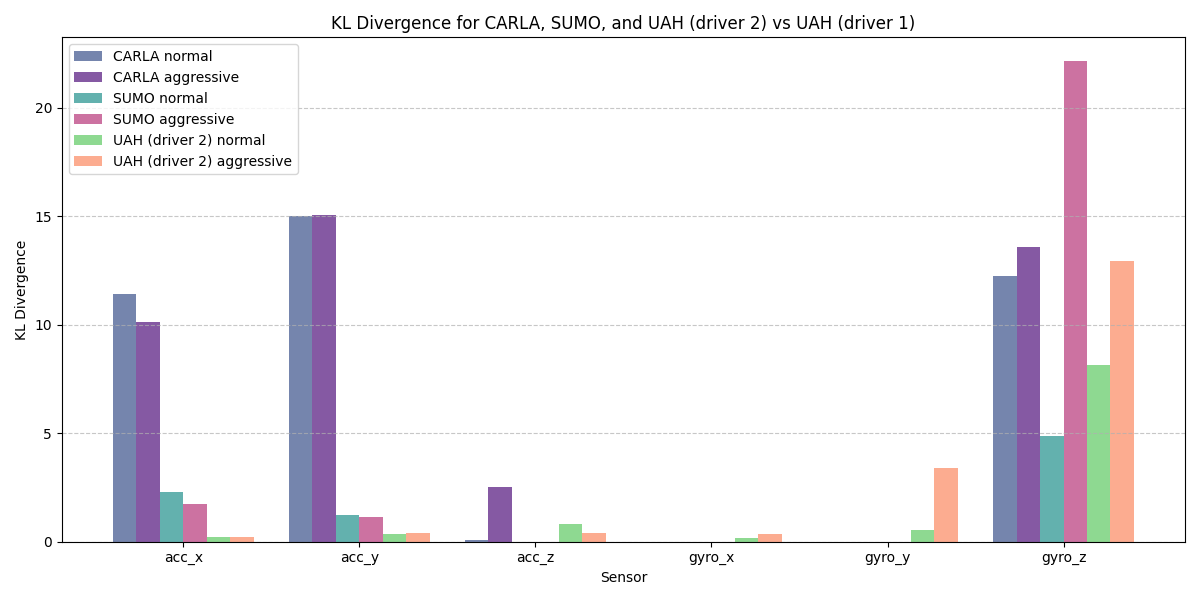 KL Divergence for CARLA, SUMO, and UAH (driver 2) vs UAH (driver 1)
CARLA normal
CARLA aggressive
SUMO normal
SUMO aggressive
UAH (driver 2) normal
UAH (driver 2) aggressive
KL Divergence
20
15
10
5
0
acc_x acc_y acc_z gyro_x gyro_y gyro_z
Sensor